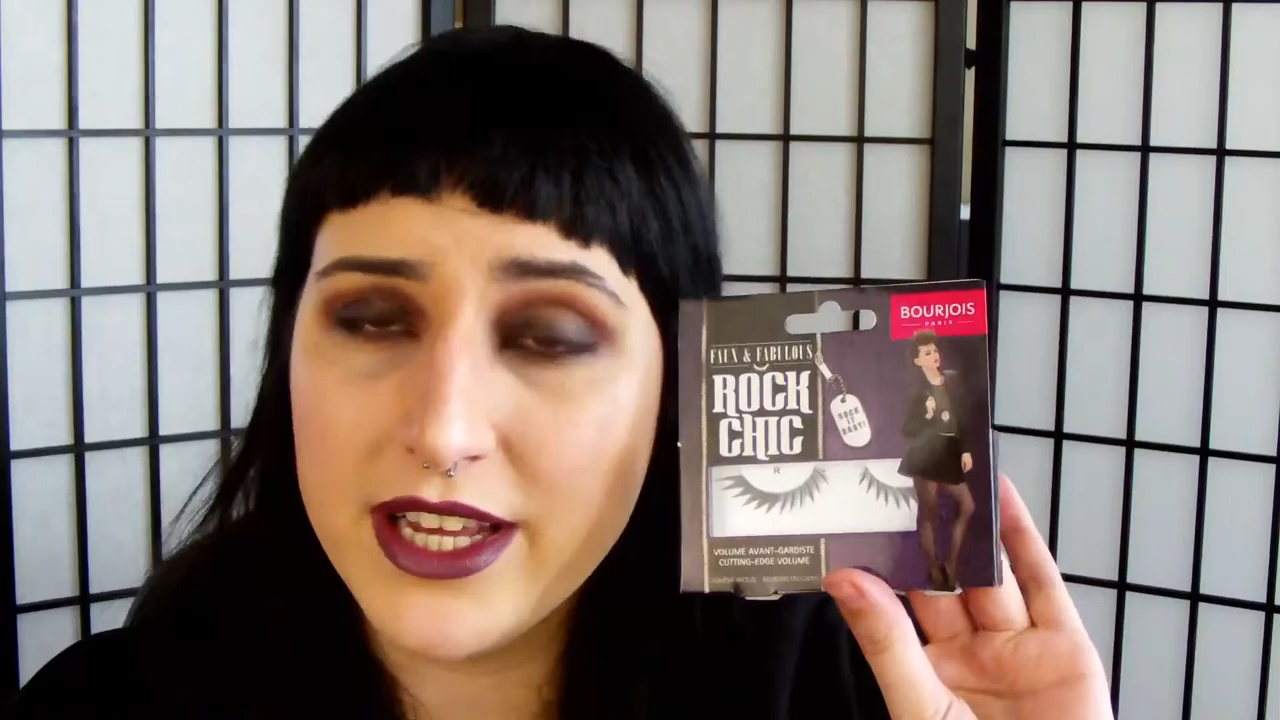 BOURJOIS
PARIS
FAUX & FABULOUS
ROCK
CHIC
ROCK
IT
BABY!
R
VOLUME AVANT-GARDISTE
CUTTING-EDGE VOLUME